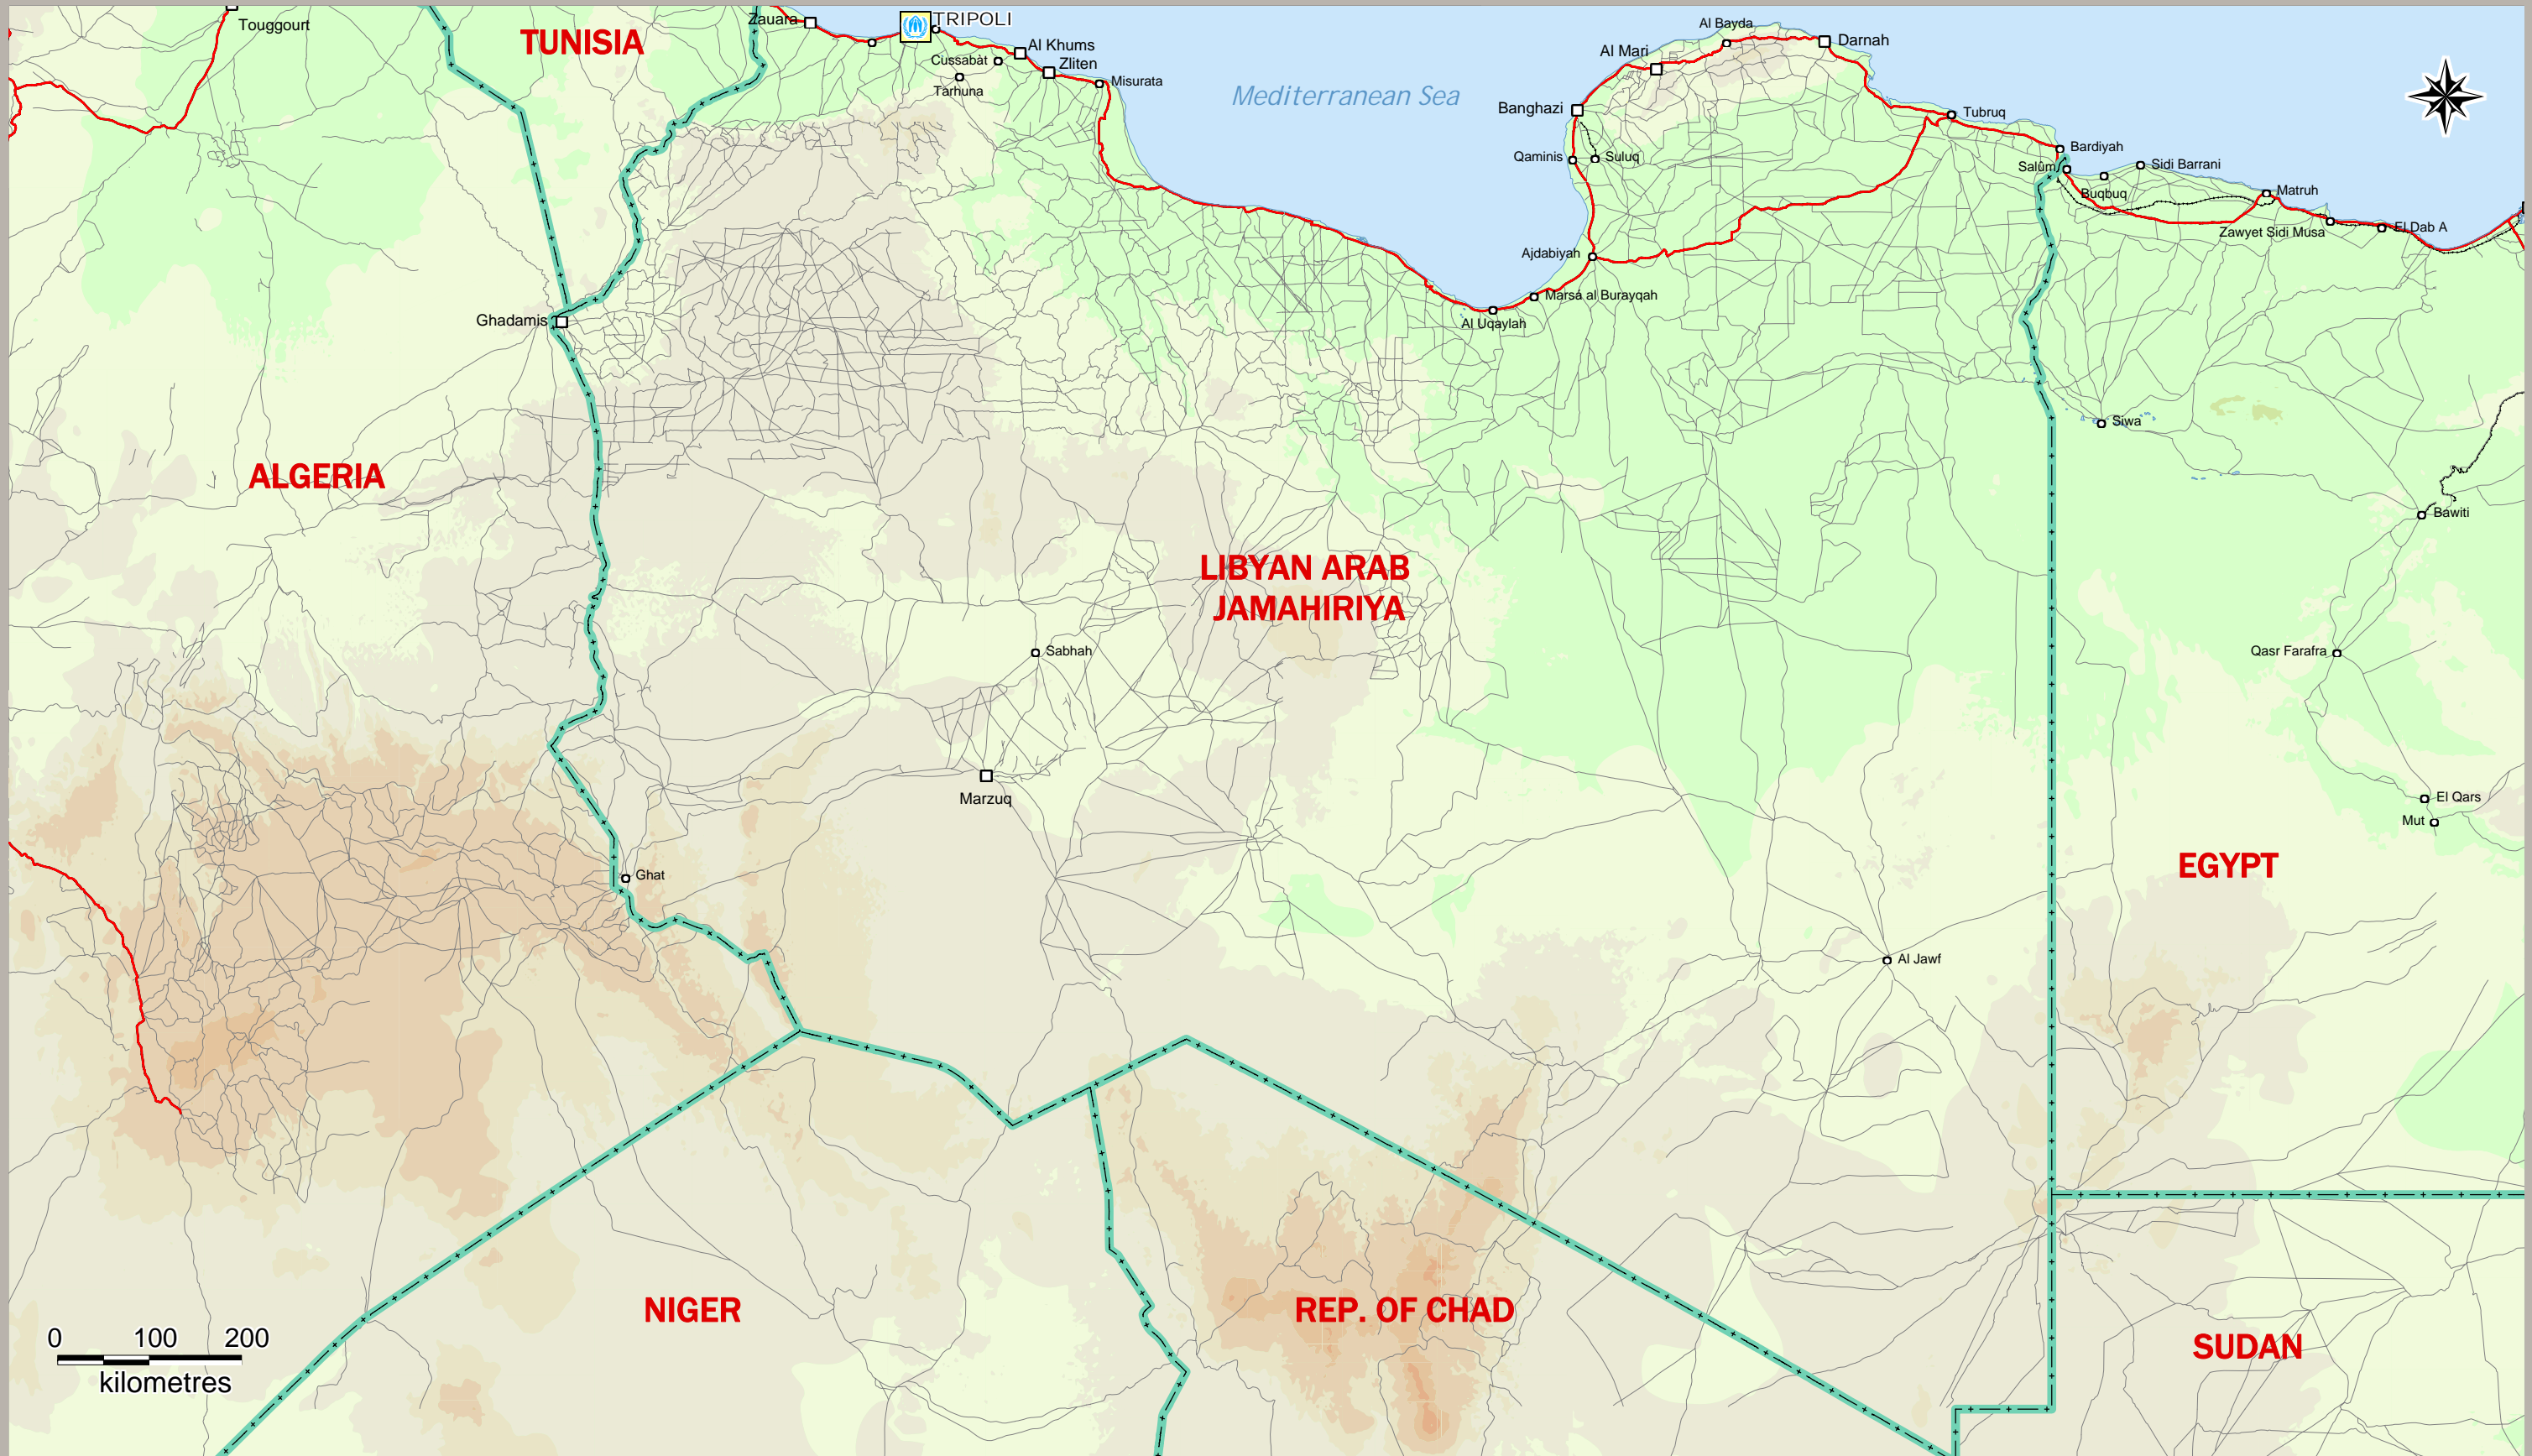 Touggourt
TUNISIA
Zauara
TRIPOLI
Al Khums
Cussabàt
Zliten
Tarhuna
Misurata
Mediterranean Sea
Al Bayda
Al Mari
Darnah
Banghazi
Tubruq
Qaminis
Suluq
Bardiyah
Salûm
Sidi Barrani
Buqbuq
Matruh
Zawyet Sidi Musa
El Dab A
Ajdabiyah
Marsá al Burayqah
Al Uqaylah
Ghadamis
Siwa
ALGERIA
Bawiti
LIBYAN ARAB
JAMAHIRIYA
Sabhah
Qasr Farafra
Marzuq
El Qars
Mut
Ghat
EGYPT
Al Jawf
NIGER
REP. OF CHAD
SUDAN
0 100 200
kilometres